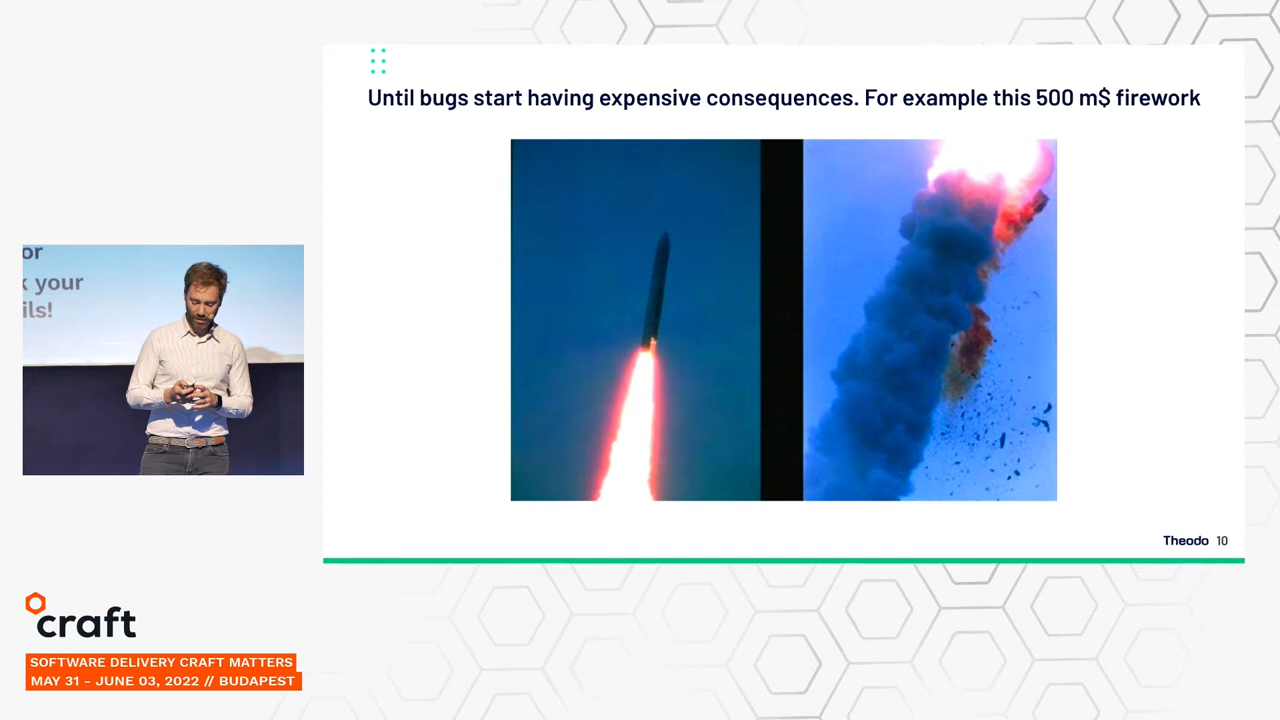 Until bugs start having expensive consequences. For example this 500 m$ firework
or
k your
ils!
Theodo 10
craft
SOFTWARE DELIVERY CRAFT MATTERS
MAY 31 - JUNE 03, 2022 // BUDAPEST